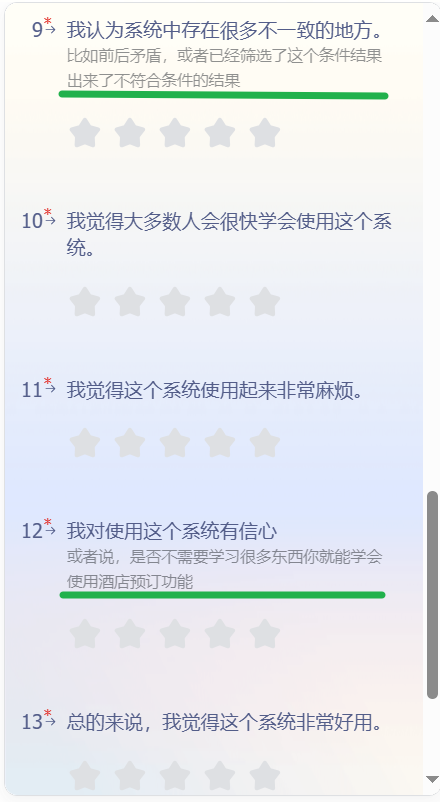 9* → 我认为系统中存在很多不一致的地方。
比如前后矛盾，或者已经筛选了这个条件结果
出来了不符合条件的结果
10* → 我觉得大多数人会很快学会使用这个系
统。
11* → 我觉得这个系统使用起来非常麻烦。
12* → 我对使用这个系统有信心
或者说，是否不需要学习很多东西你就能学会
使用酒店预订功能
13* → 总的来说，我觉得这个系统非常好用。